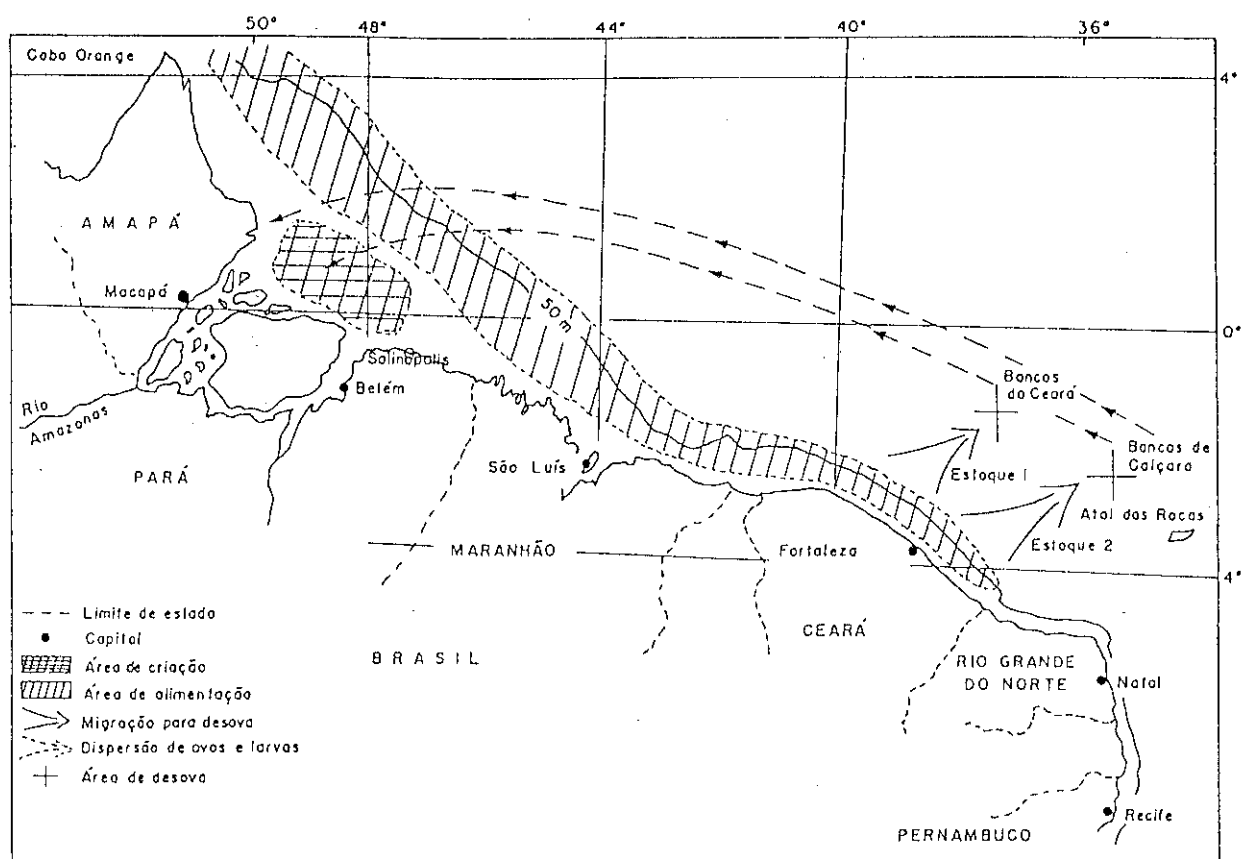 50° 48° 44° 40° 36°
Cabo Orange
4°
AMAPÁ
Macapá
50 m
0°
Salinópolis
Belém
Rio
Amazonas
Bancos
do Ceará
Bancos de
Caiçara
São Luís
Estoque 1
PARÁ
Atol das Rocas
MARANHÃO
Fortaleza
Estoque 2
4°
Limite de estado
Capital
CEARÁ
BRASIL
Área de criação
RIO GRANDE
DO NORTE
Natal
Área de alimentação
Migração para desova
Dispersão de ovos e larvas
Área de desova
Recife
PERNAMBUCO